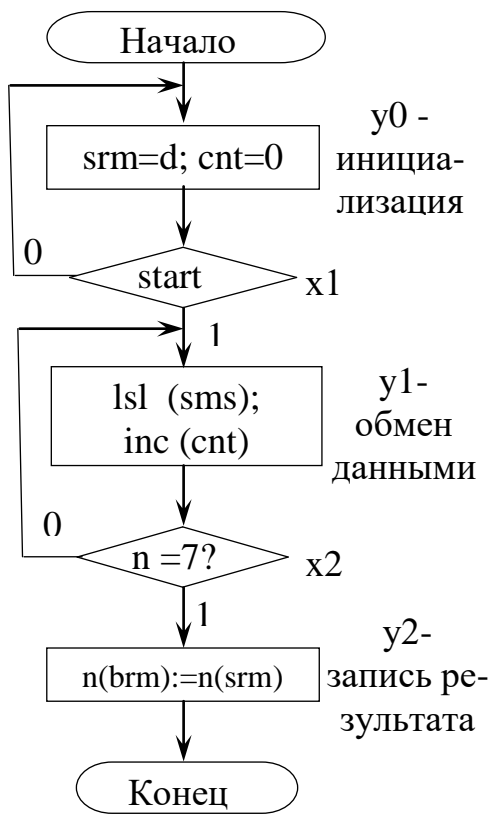 Начало
srm=d; cnt=0
y0 -
инициа-
лизация
0
start
x1
1
lsl (sms);
inc (cnt)
y1-
обмен
данными
0
n =7?
x2
1
n(brm):=n(srm)
y2-
запись ре-
зультата
Конец